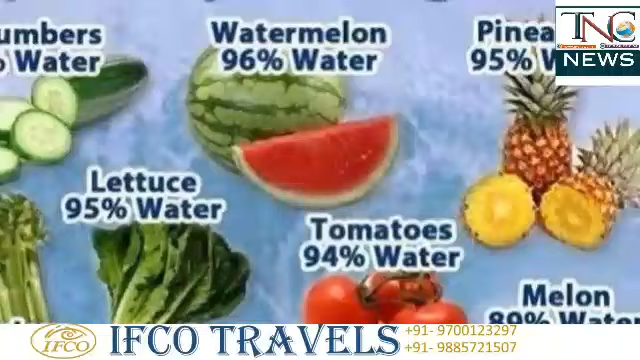 umbers
Water
Watermelon
96% Water
Pinea
95% W
TNC
NEWS
Lettuce
95% Water
Tomatoes
94% Water
Melon
89% Water
IFCO
IFCO TRAVELS
+91- 9700123297
+91- 9885721507